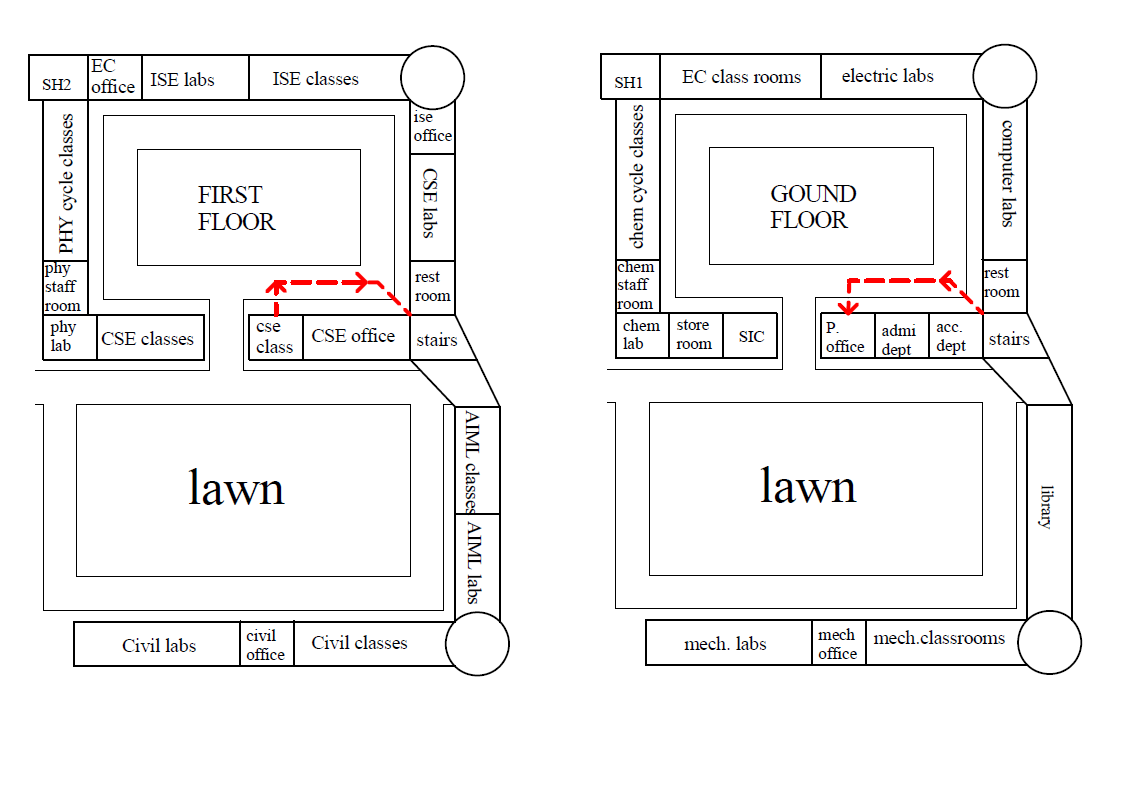 SH2
EC
office
ISE labs
ISE classes
ise
office
PHY cycle classes
CSE labs
FIRST
FLOOR
phy
staff
room
rest
room
phy
lab
CSE classes
cse
class
CSE office
stairs
lawn
AIML classes
AIML labs
Civil labs
civil
office
Civil classes
SH1
EC class rooms
electric labs
chem cycle classes
computer labs
GOUND
FLOOR
chem
staff
room
rest
room
chem
lab
store
room
SIC
P.
office
admi
dept
acc.
dept
stairs
lawn
library
mech. labs
mech
office
mech.classrooms